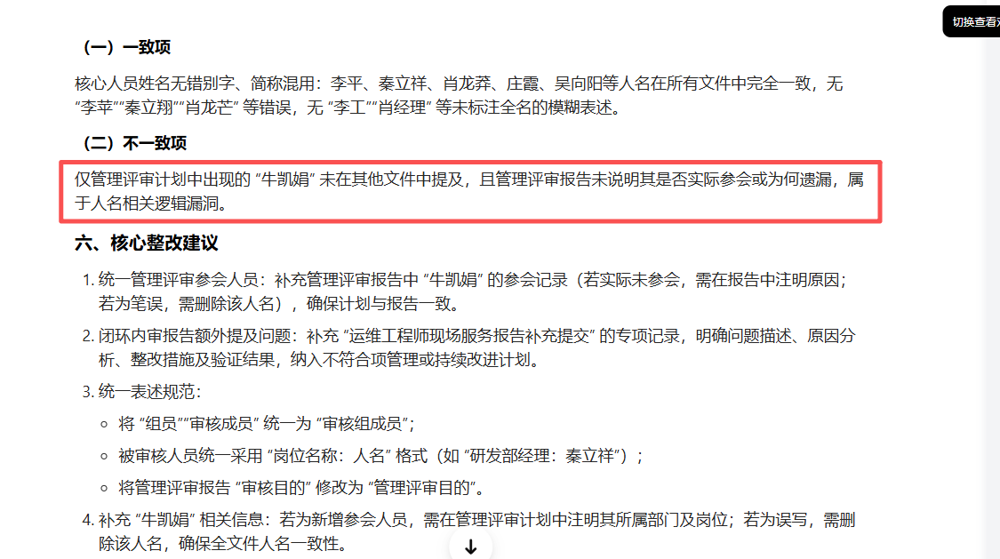 切换查看
（一）一致项
核心人员姓名无错别字、简称混用：李平、秦立祥、肖龙莽、庄霞、吴向阳等人名在所有文件中完全一致，无
“李苹”“秦立翔”“肖龙芒” 等错误，无 “李工”“肖经理” 等未标注全名的模糊表述。
（二）不一致项
仅管理评审计划中出现的 “牛凯娟” 未在其他文件中提及，且管理评审报告未说明其是否实际参会或为何遗漏，属
于人名相关逻辑漏洞。
六、核心整改建议
1. 统一管理评审参会人员：补充管理评审报告中 “牛凯娟” 的参会记录（若实际未参会，需在报告中注明原因；
若为笔误，需删除该人名），确保计划与报告一致。
2. 闭环内审报告额外提及问题：补充 “运维工程师现场服务报告补充提交” 的专项记录，明确问题描述、原因分
析、整改措施及验证结果，纳入不符合项管理或持续改进计划。
3. 统一表述规范：
将 “组员”“审核成员” 统一为 “审核组成员”；
被审核人员统一采用 “岗位名称：人名” 格式（如 “研发部经理：秦立祥”）；
将管理评审报告 “审核目的” 修改为 “管理评审目的”。
4. 补充 “牛凯娟” 相关信息：若为新增参会人员，需在管理评审计划中注明其所属部门及岗位；若为误写，需删
除该人名，确保全文件人名一致性。